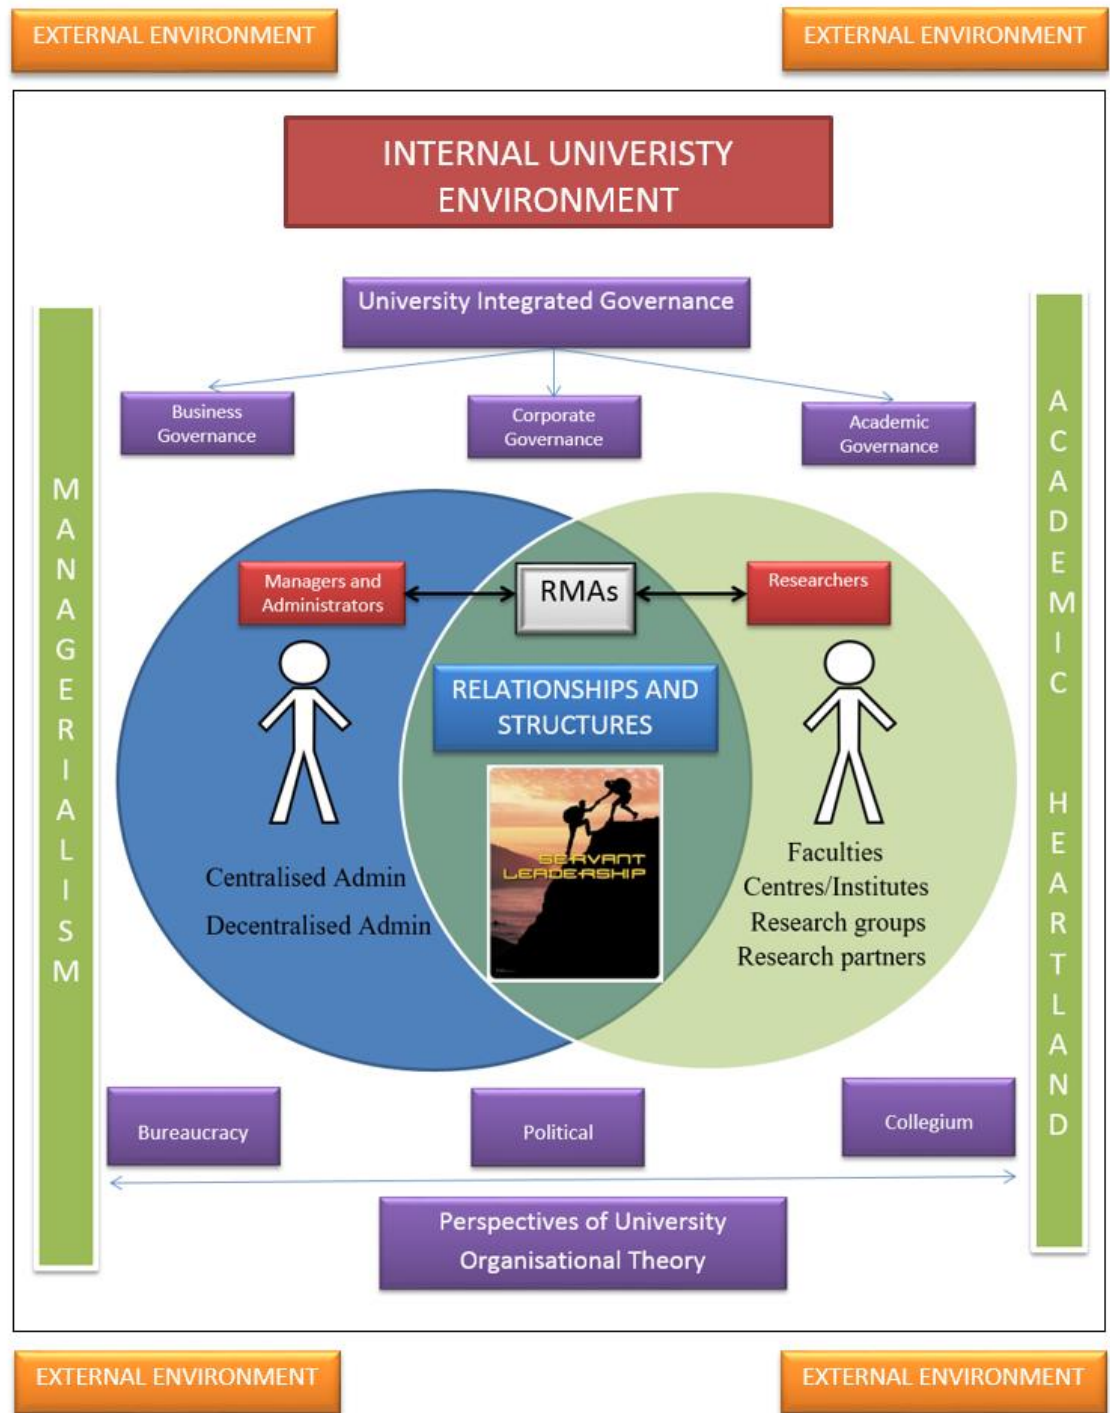 EXTERNAL ENVIRONMENT
EXTERNAL ENVIRONMENT
INTERNAL UNIVERISTY
ENVIRONMENT
University Integrated Governance
Business
Governance
Corporate
Governance
Academic
Governance
MANAGERIALISM
ACADEMIC HEARTLAND
Managers and
Administrators
RMAs
Researchers
RELATIONSHIPS AND
STRUCTURES
SERVANT
LEADERSHIP
Centralised Admin
Decentralised Admin
Faculties
Centres/Institutes
Research groups
Research partners
Bureaucracy
Political
Collegium
Perspectives of University
Organisational Theory
EXTERNAL ENVIRONMENT
EXTERNAL ENVIRONMENT